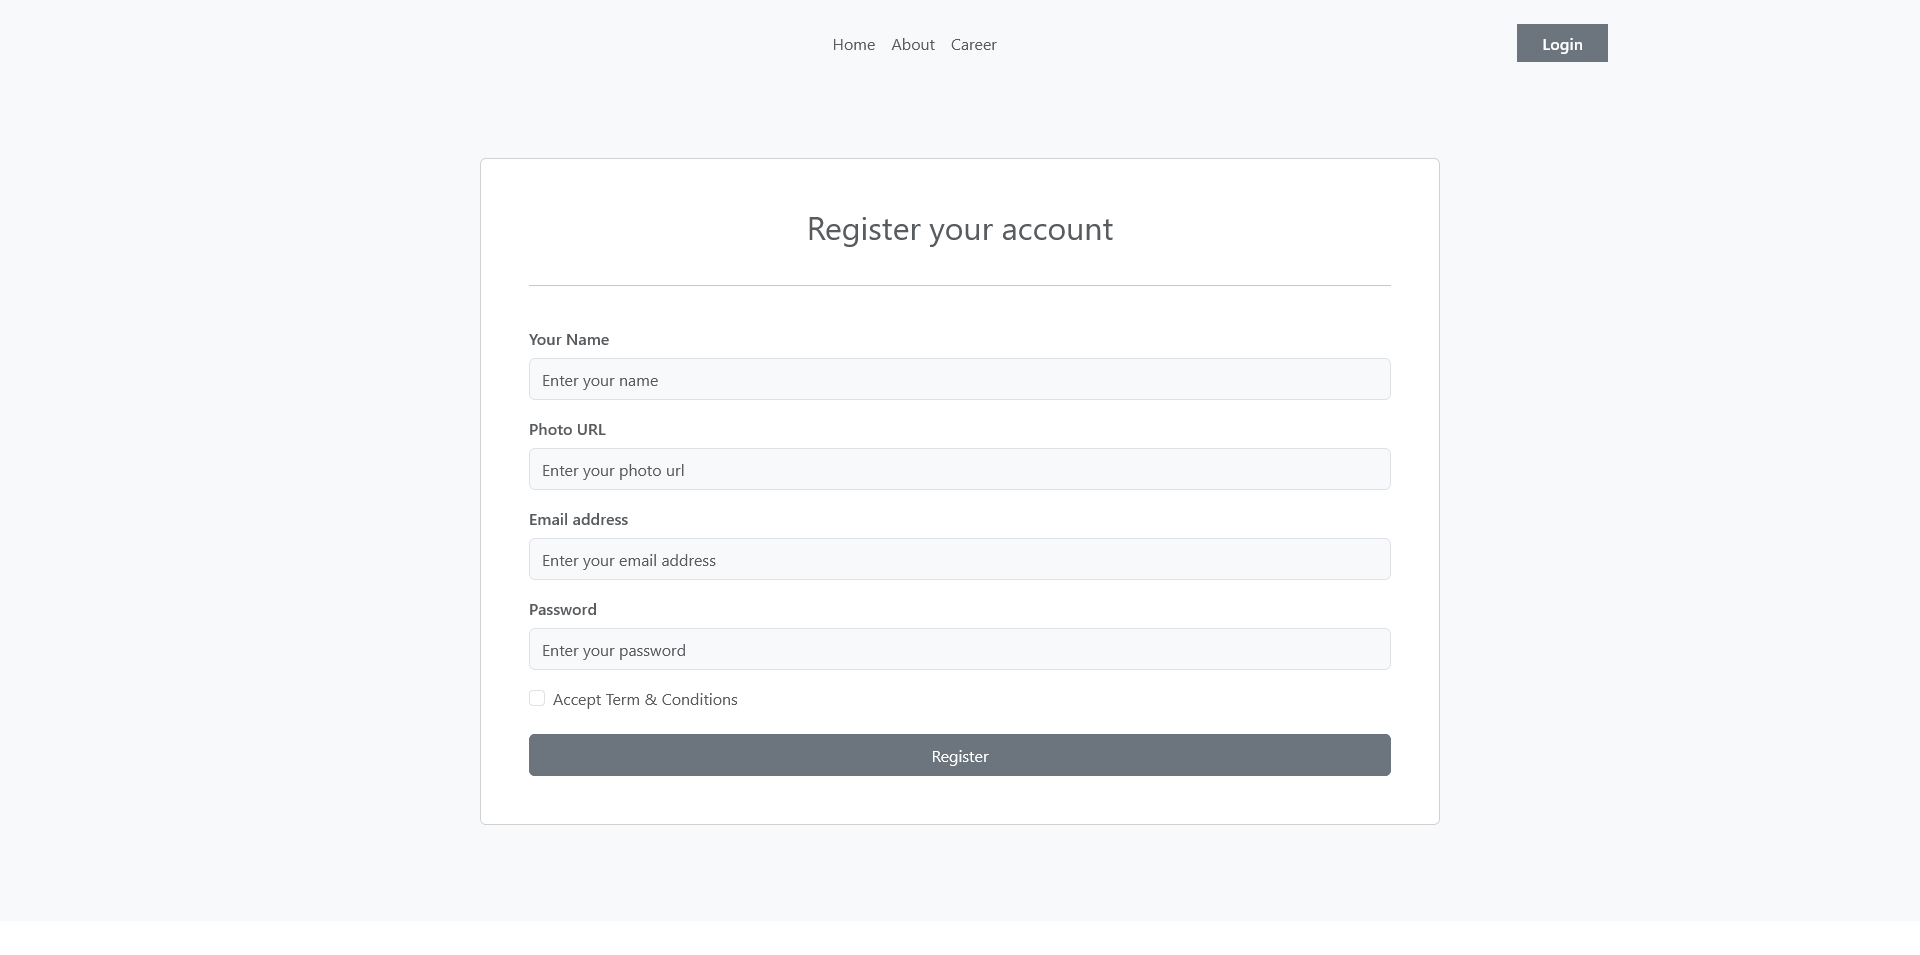 Home About Career Login
Register your account
Your Name
Enter your name
Photo URL
Enter your photo url
Email address
Enter your email address
Password
Enter your password
Accept Term & Conditions
Register